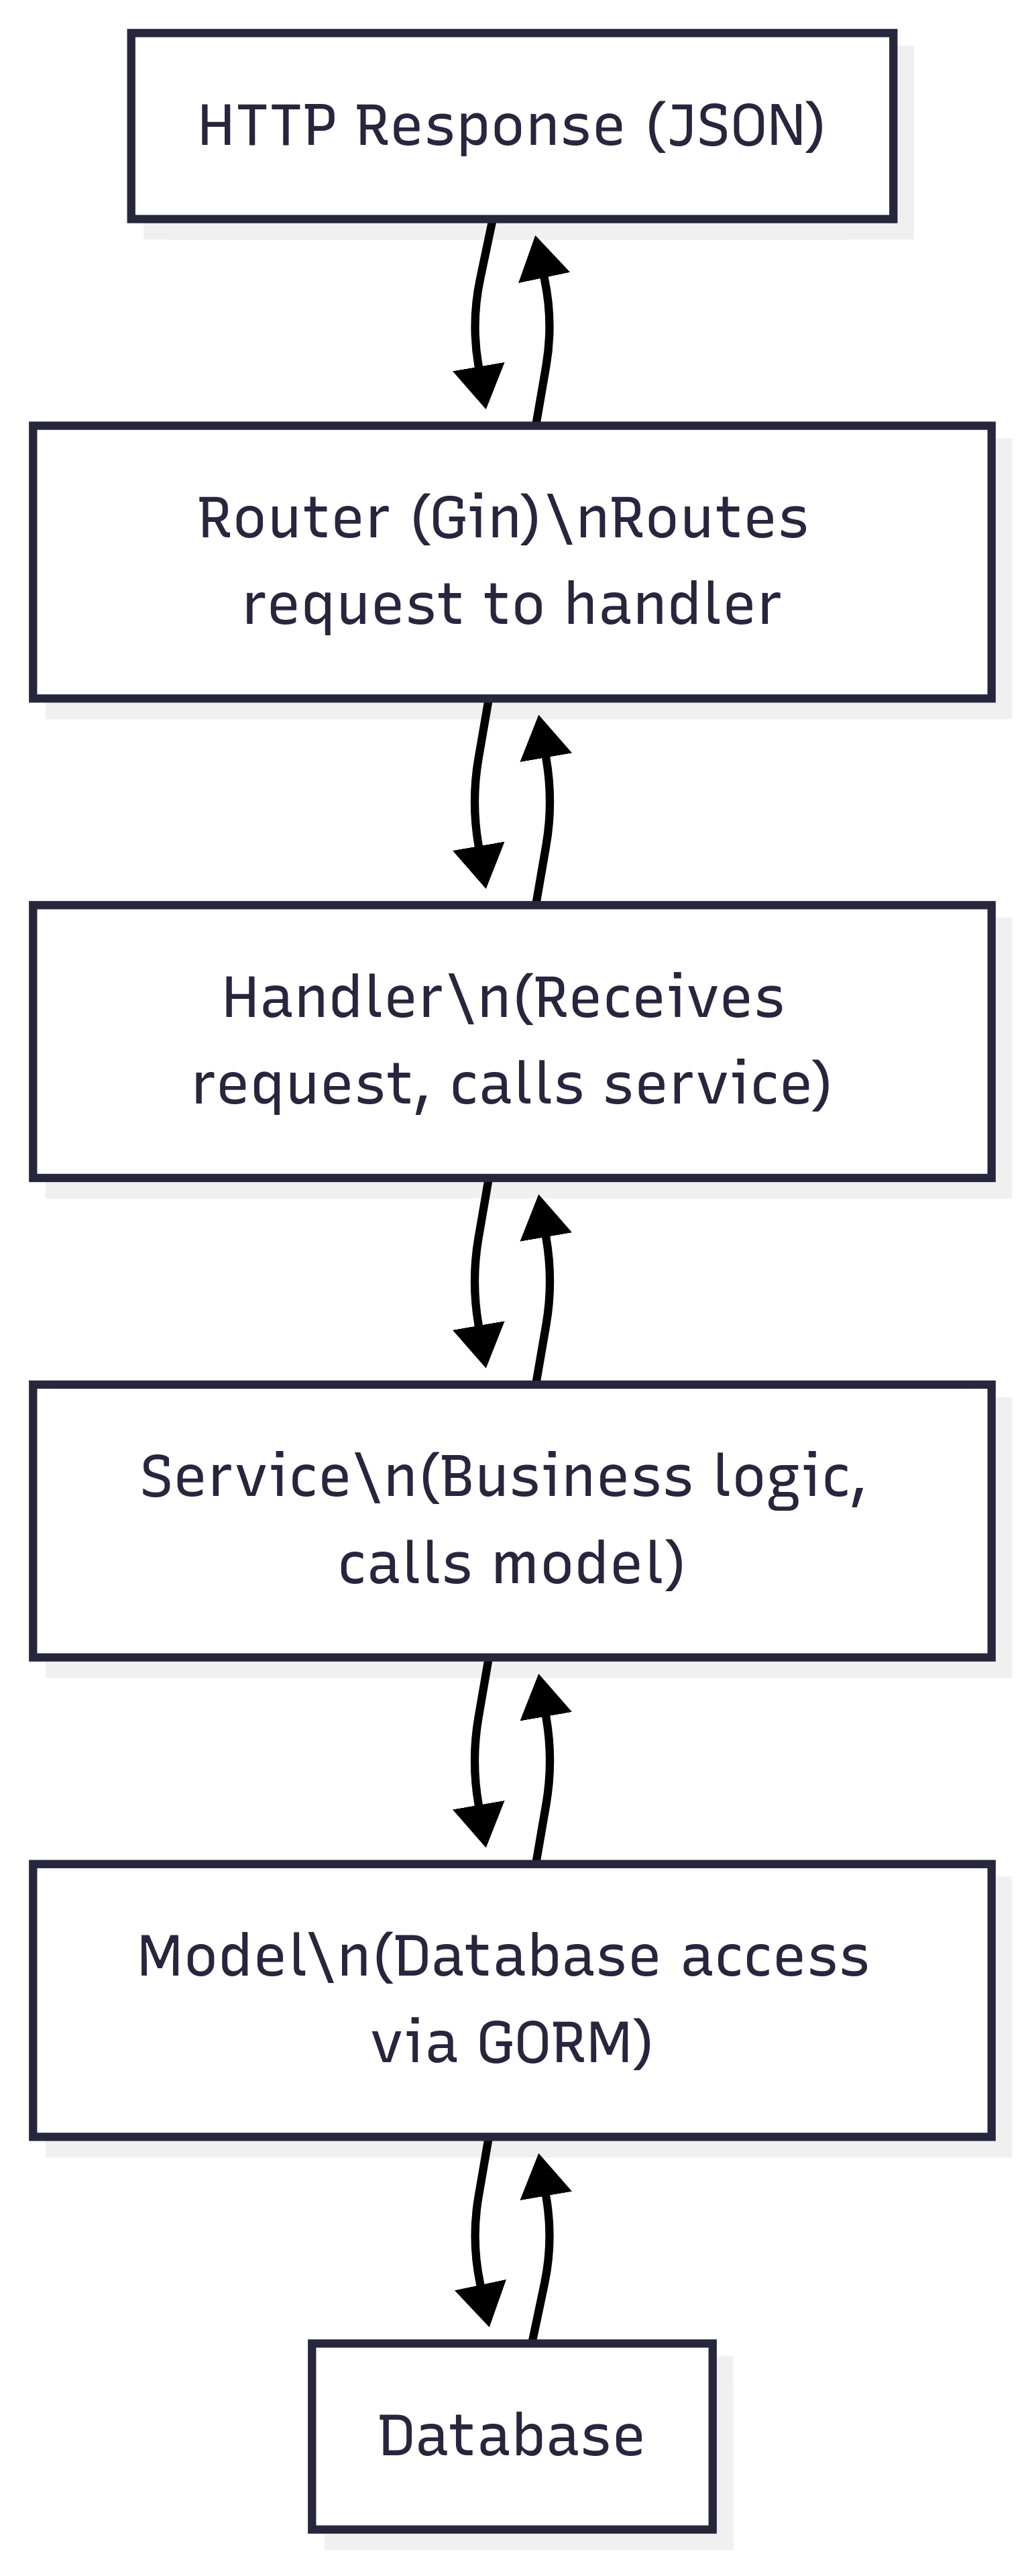 HTTP Response (JSON)
Router (Gin)\nRoutes
request to handler
Handler\n(Receives
request, calls service)
Service\n(Business logic,
calls model)
Model\n(Database access
via GORM)
Database